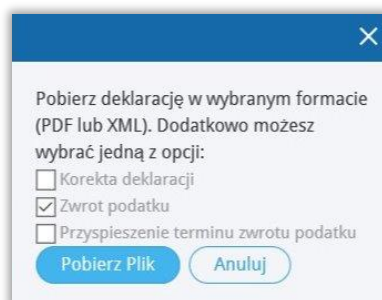 Pobierz deklarację w wybranym formacie
(PDF lub XML). Dodatkowo możesz
wybrać jedną z opcji:
Korekta deklaracji
Zwrot podatku
Przyspieszenie terminu zwrotu podatku
Pobierz Plik Anuluj